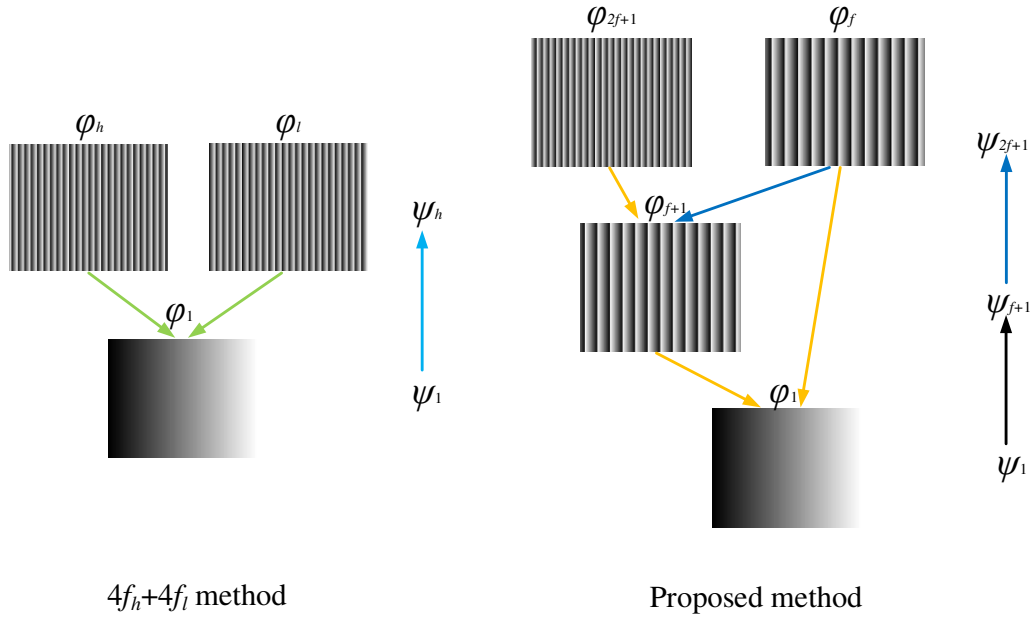 φh
φl
φ1
ψh
ψ1
4fh+4fl method
φ2f+1
φf
φf+1
φ1
ψ2f+1
ψf+1
ψ1
Proposed method